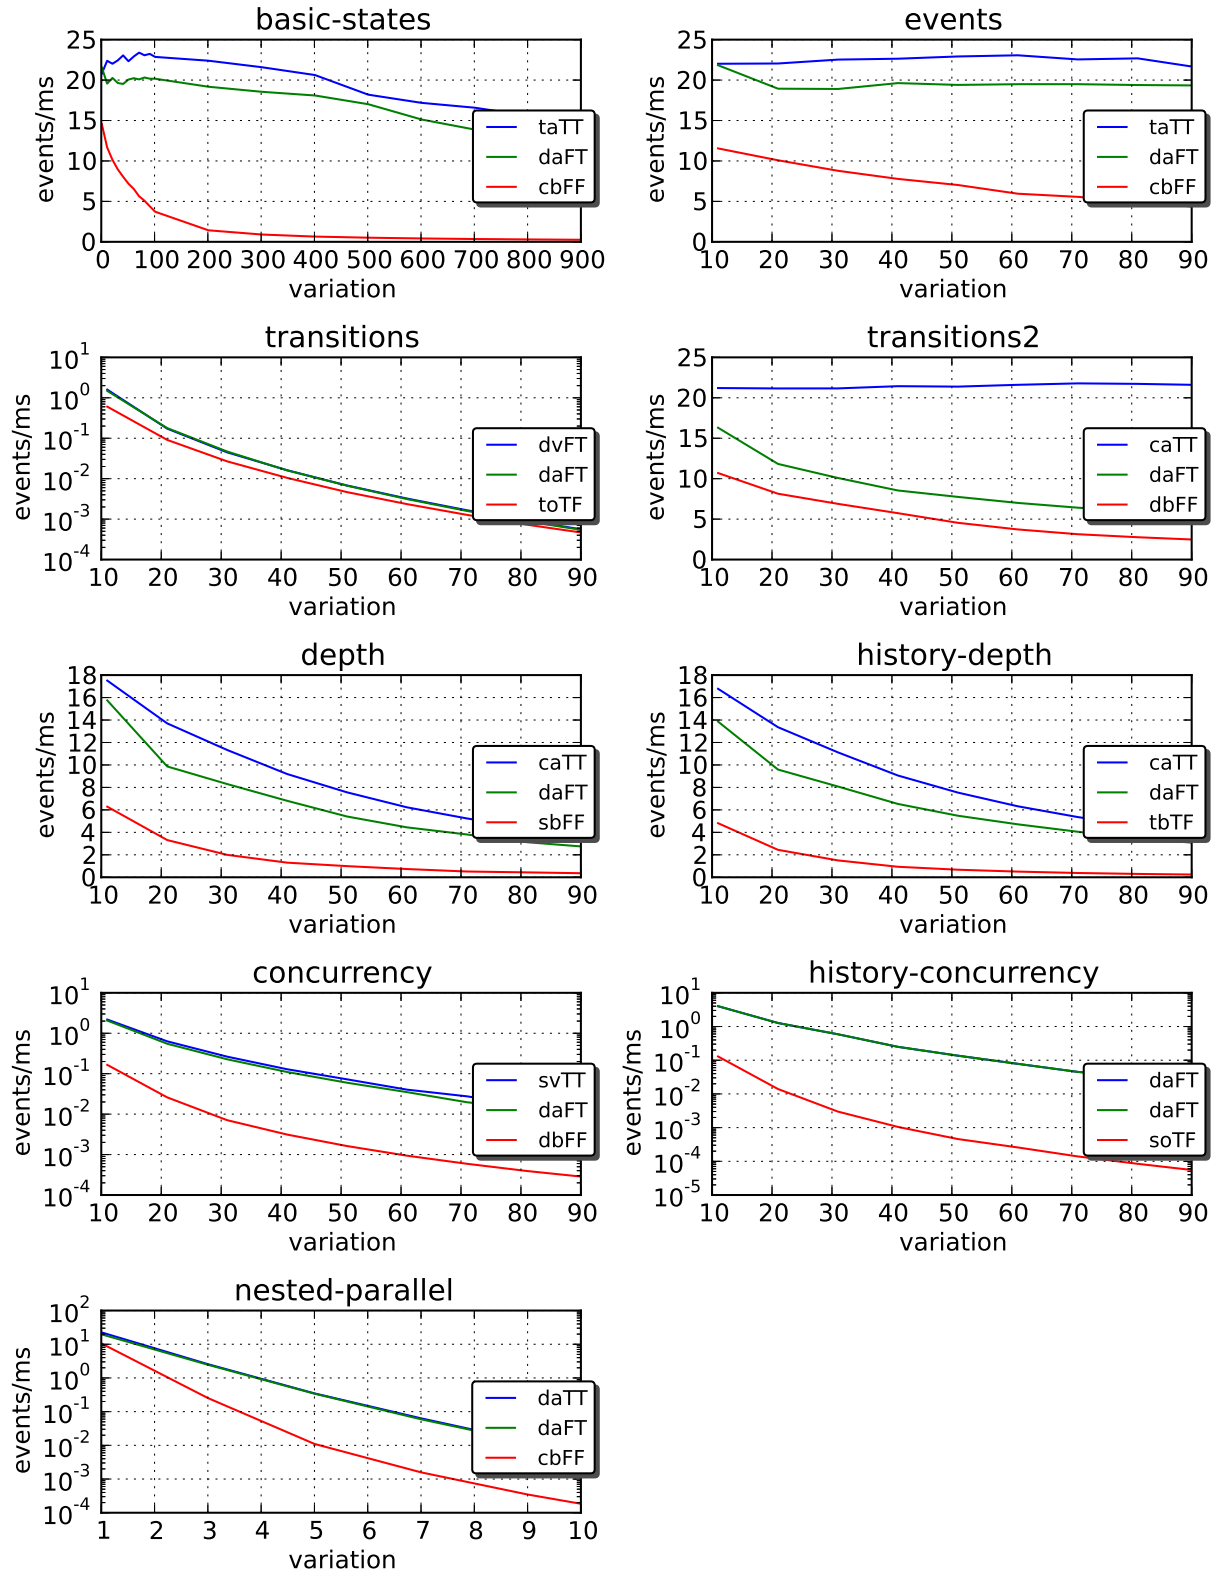 basic-states
events/ms
25
20
15
10
5
0
taTT
daFT
cbFF
0 100 200 300 400 500 600 700 800 900
variation
events
events/ms
25
20
15
10
5
0
taTT
daFT
cbFF
10 20 30 40 50 60 70 80 90
variation
transitions
events/ms
10^1
10^0
10^-1
10^-2
10^-3
10^-4
dvFT
daFT
toTF
10 20 30 40 50 60 70 80 90
variation
transitions2
events/ms
25
20
15
10
5
0
caTT
daFT
dbFF
10 20 30 40 50 60 70 80 90
variation
depth
events/ms
18
16
14
12
10
8
6
4
2
0
caTT
daFT
sbFF
10 20 30 40 50 60 70 80 90
variation
history-depth
events/ms
18
16
14
12
10
8
6
4
2
0
caTT
daFT
tbTF
10 20 30 40 50 60 70 80 90
variation
concurrency
events/ms
10^1
10^0
10^-1
10^-2
10^-3
10^-4
svTT
daFT
dbFF
10 20 30 40 50 60 70 80 90
variation
history-concurrency
events/ms
10^1
10^0
10^-1
10^-2
10^-3
10^-4
10^-5
daFT
daFT
soTF
10 20 30 40 50 60 70 80 90
variation
nested-parallel
events/ms
10^2
10^1
10^0
10^-1
10^-2
10^-3
10^-4
daTT
daFT
cbFF
1 2 3 4 5 6 7 8 9 10
variation